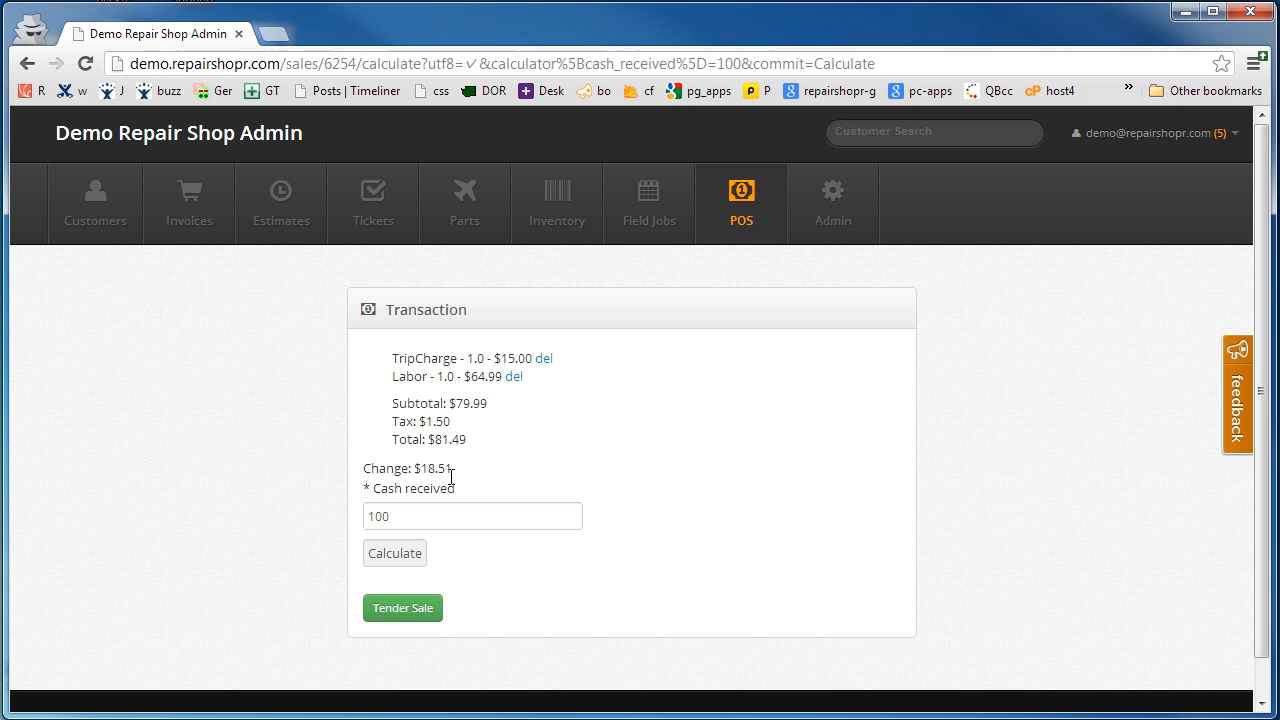 Demo Repair Shop Admin
demo.repairshopr.com/sales/6254/calculate?utf8=✓&calculator%5Bcash_received%5D=100&commit=Calculate
R w J buzz Ger GT Posts | Timeliner css DOR Desk bo cf pg_apps P repairshopr-g pc-apps QBcc cP host4 » Other bookmarks
Demo Repair Shop Admin Customer Search demo@repairshopr.com (5)
Customers Invoices Estimates Tickets Parts Inventory Field Jobs POS Admin
Transaction
TripCharge - 1.0 - $15.00 del
Labor - 1.0 - $64.99 del
Subtotal: $79.99
Tax: $1.50
Total: $81.49
Change: $18.51
* Cash received
100
Calculate
Tender Sale
feedback